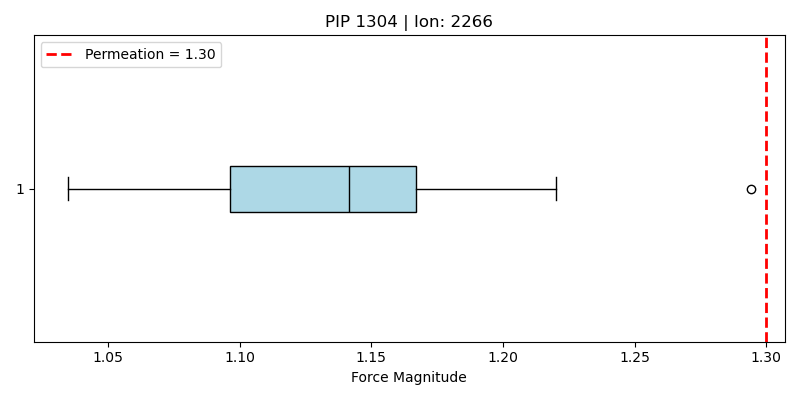 PIP 1304 | Ion: 2266
Permeation = 1.30
1
1.05 1.10 1.15 1.20 1.25 1.30
Force Magnitude